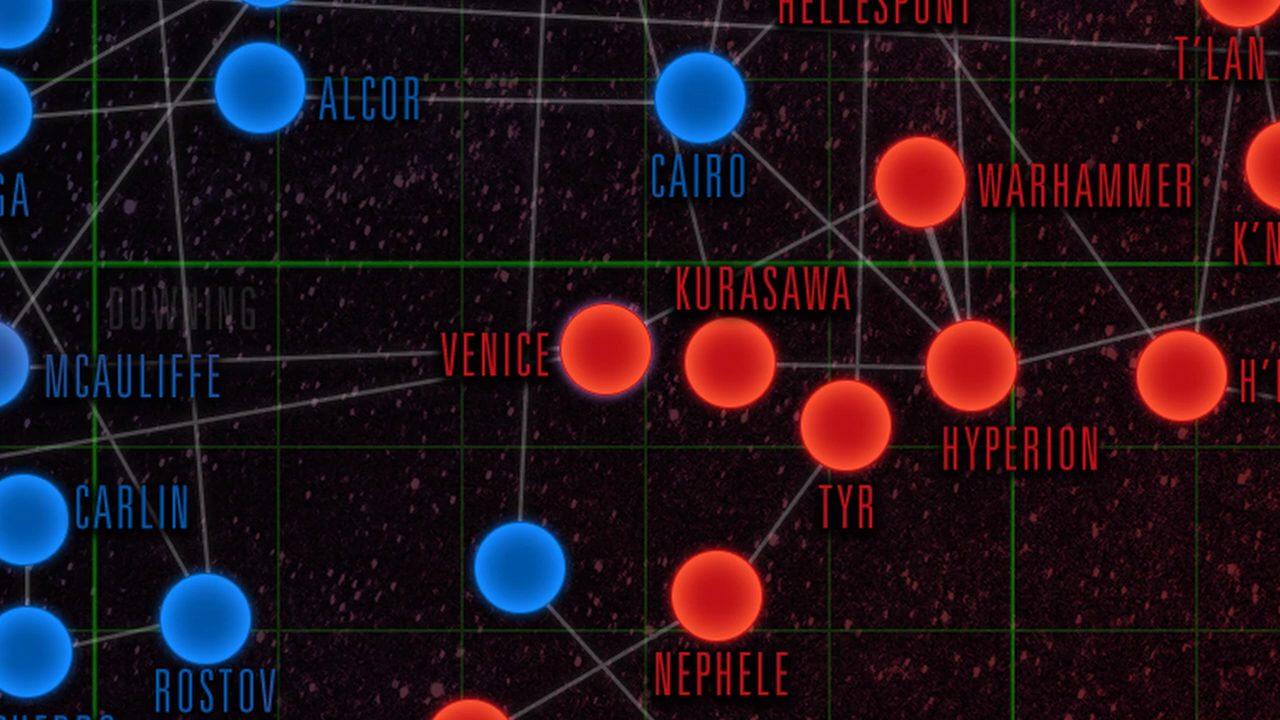 HELLESPONT
T'LAN
ALCOR
CAIRO
WARHAMMER
GA
K'N
KURASAWA
DOWNING
VENICE
MCAULIFFE
H'
HYPERION
CARLIN
TYR
NEPHELE
ROSTOV